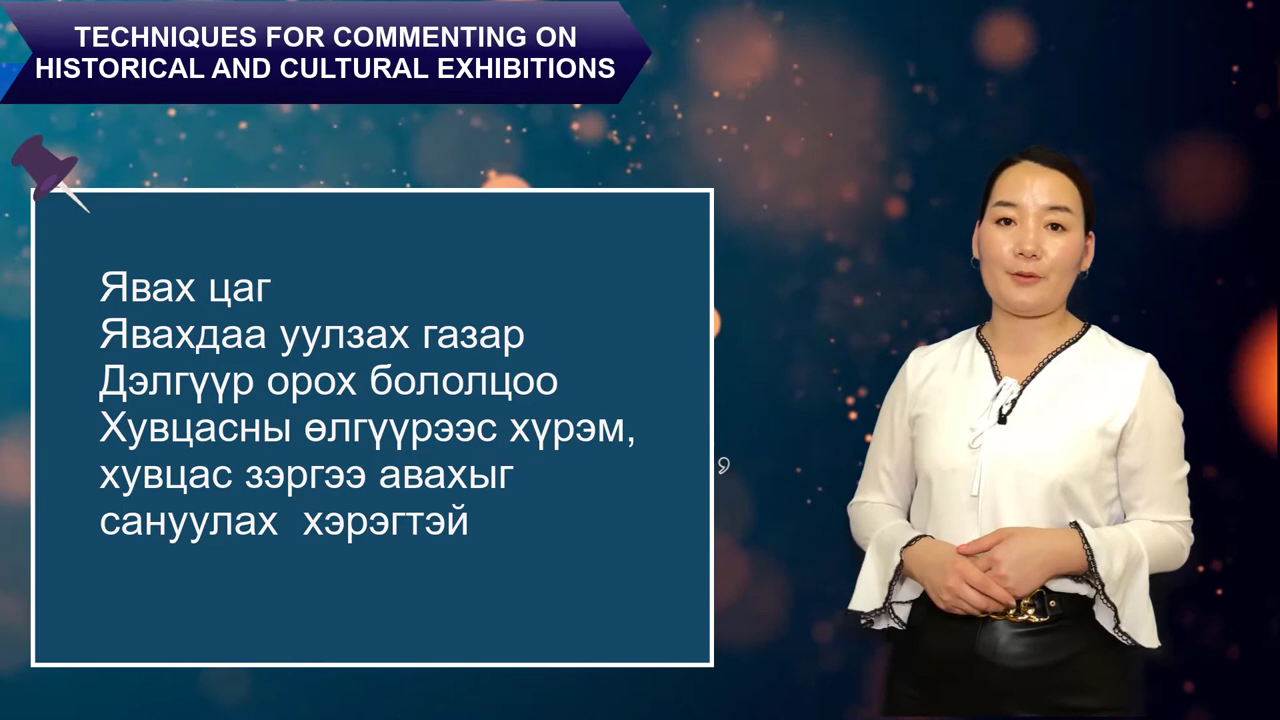 TECHNIQUES FOR COMMENTING ON
HISTORICAL AND CULTURAL EXHIBITIONS
Явах цаг
Явахдаа уулзах газар
Дэлгүүр орох бололцоо
Хувцасны өлгүүрээс хүрэм,
хувцас зэргээ авахыг
сануулах  хэрэгтэй
,